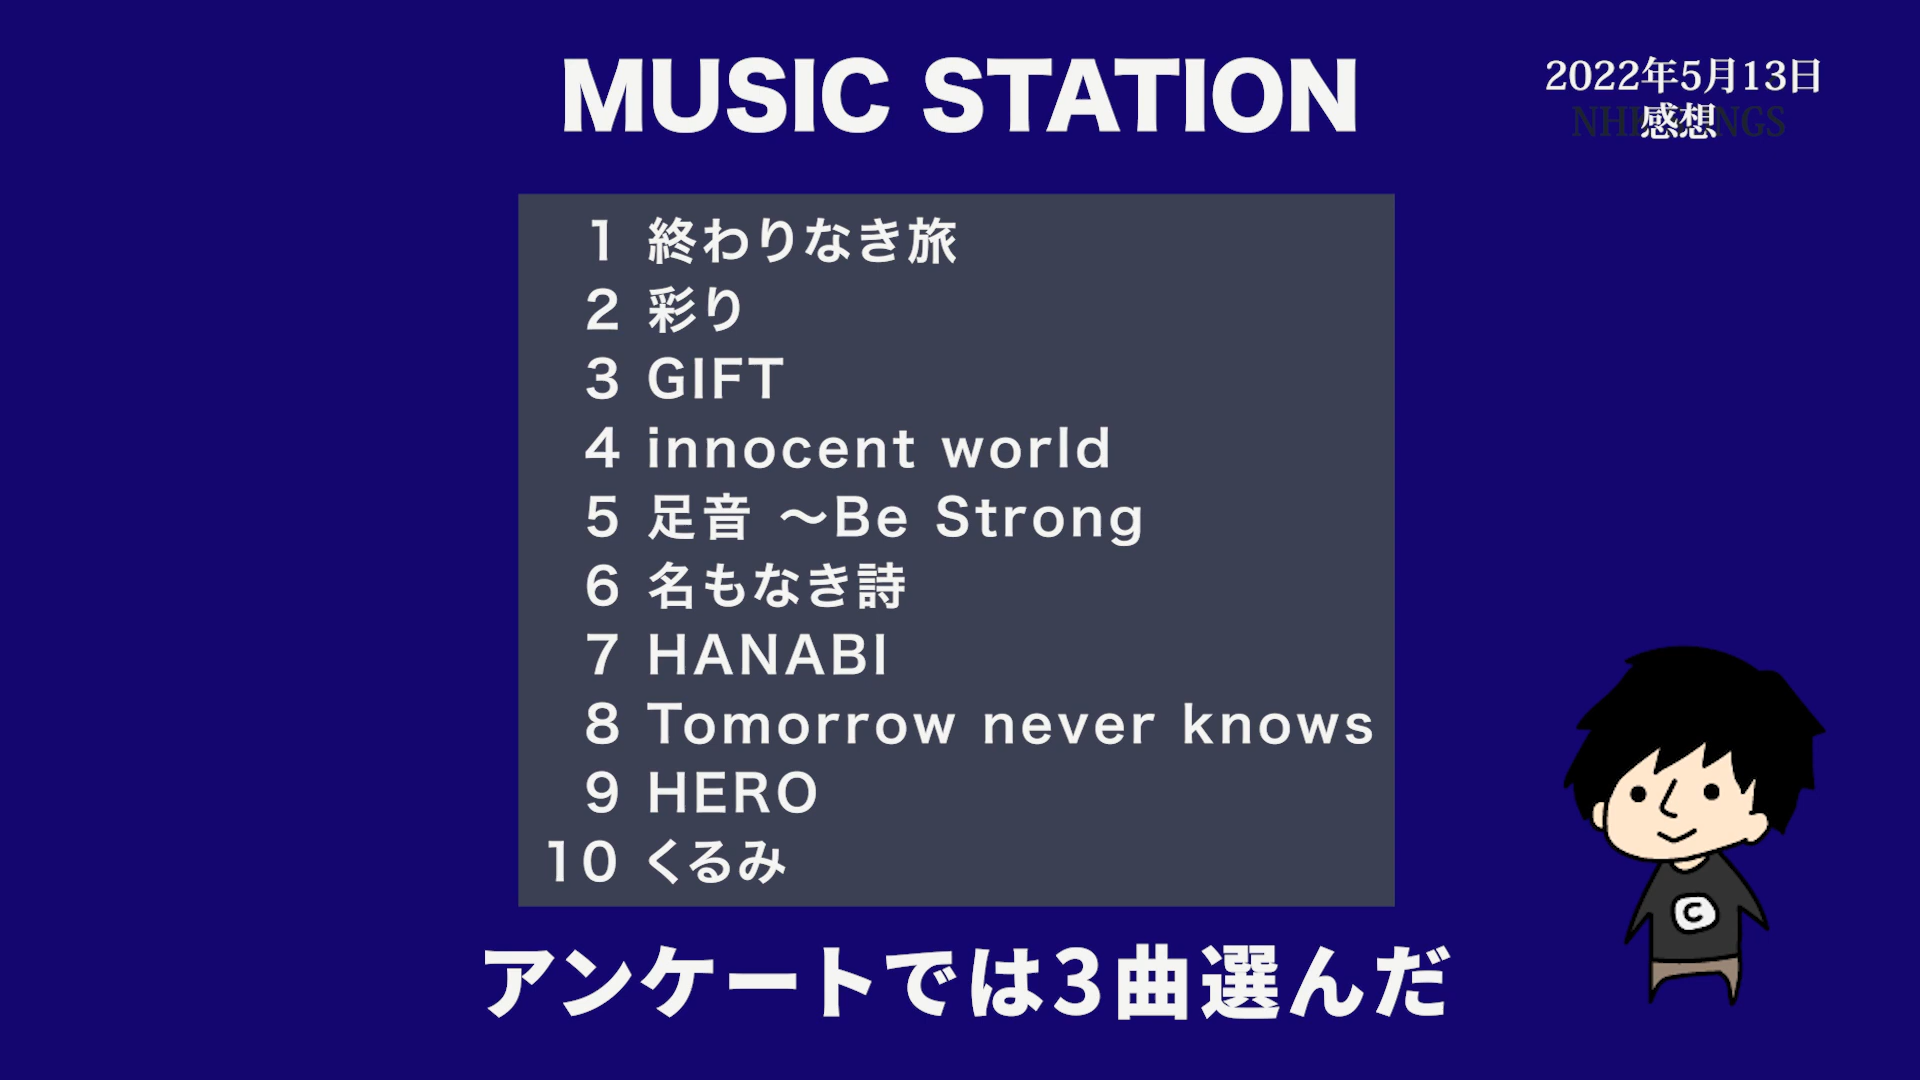 MUSIC STATION
2022年5月13日
感想
1 終わりなき旅
2 彩り
3 GIFT
4 innocent world
5 足音 〜Be Strong
6 名もなき詩
7 HANABI
8 Tomorrow never knows
9 HERO
10 くるみ
C
アンケートでは3曲選んだ